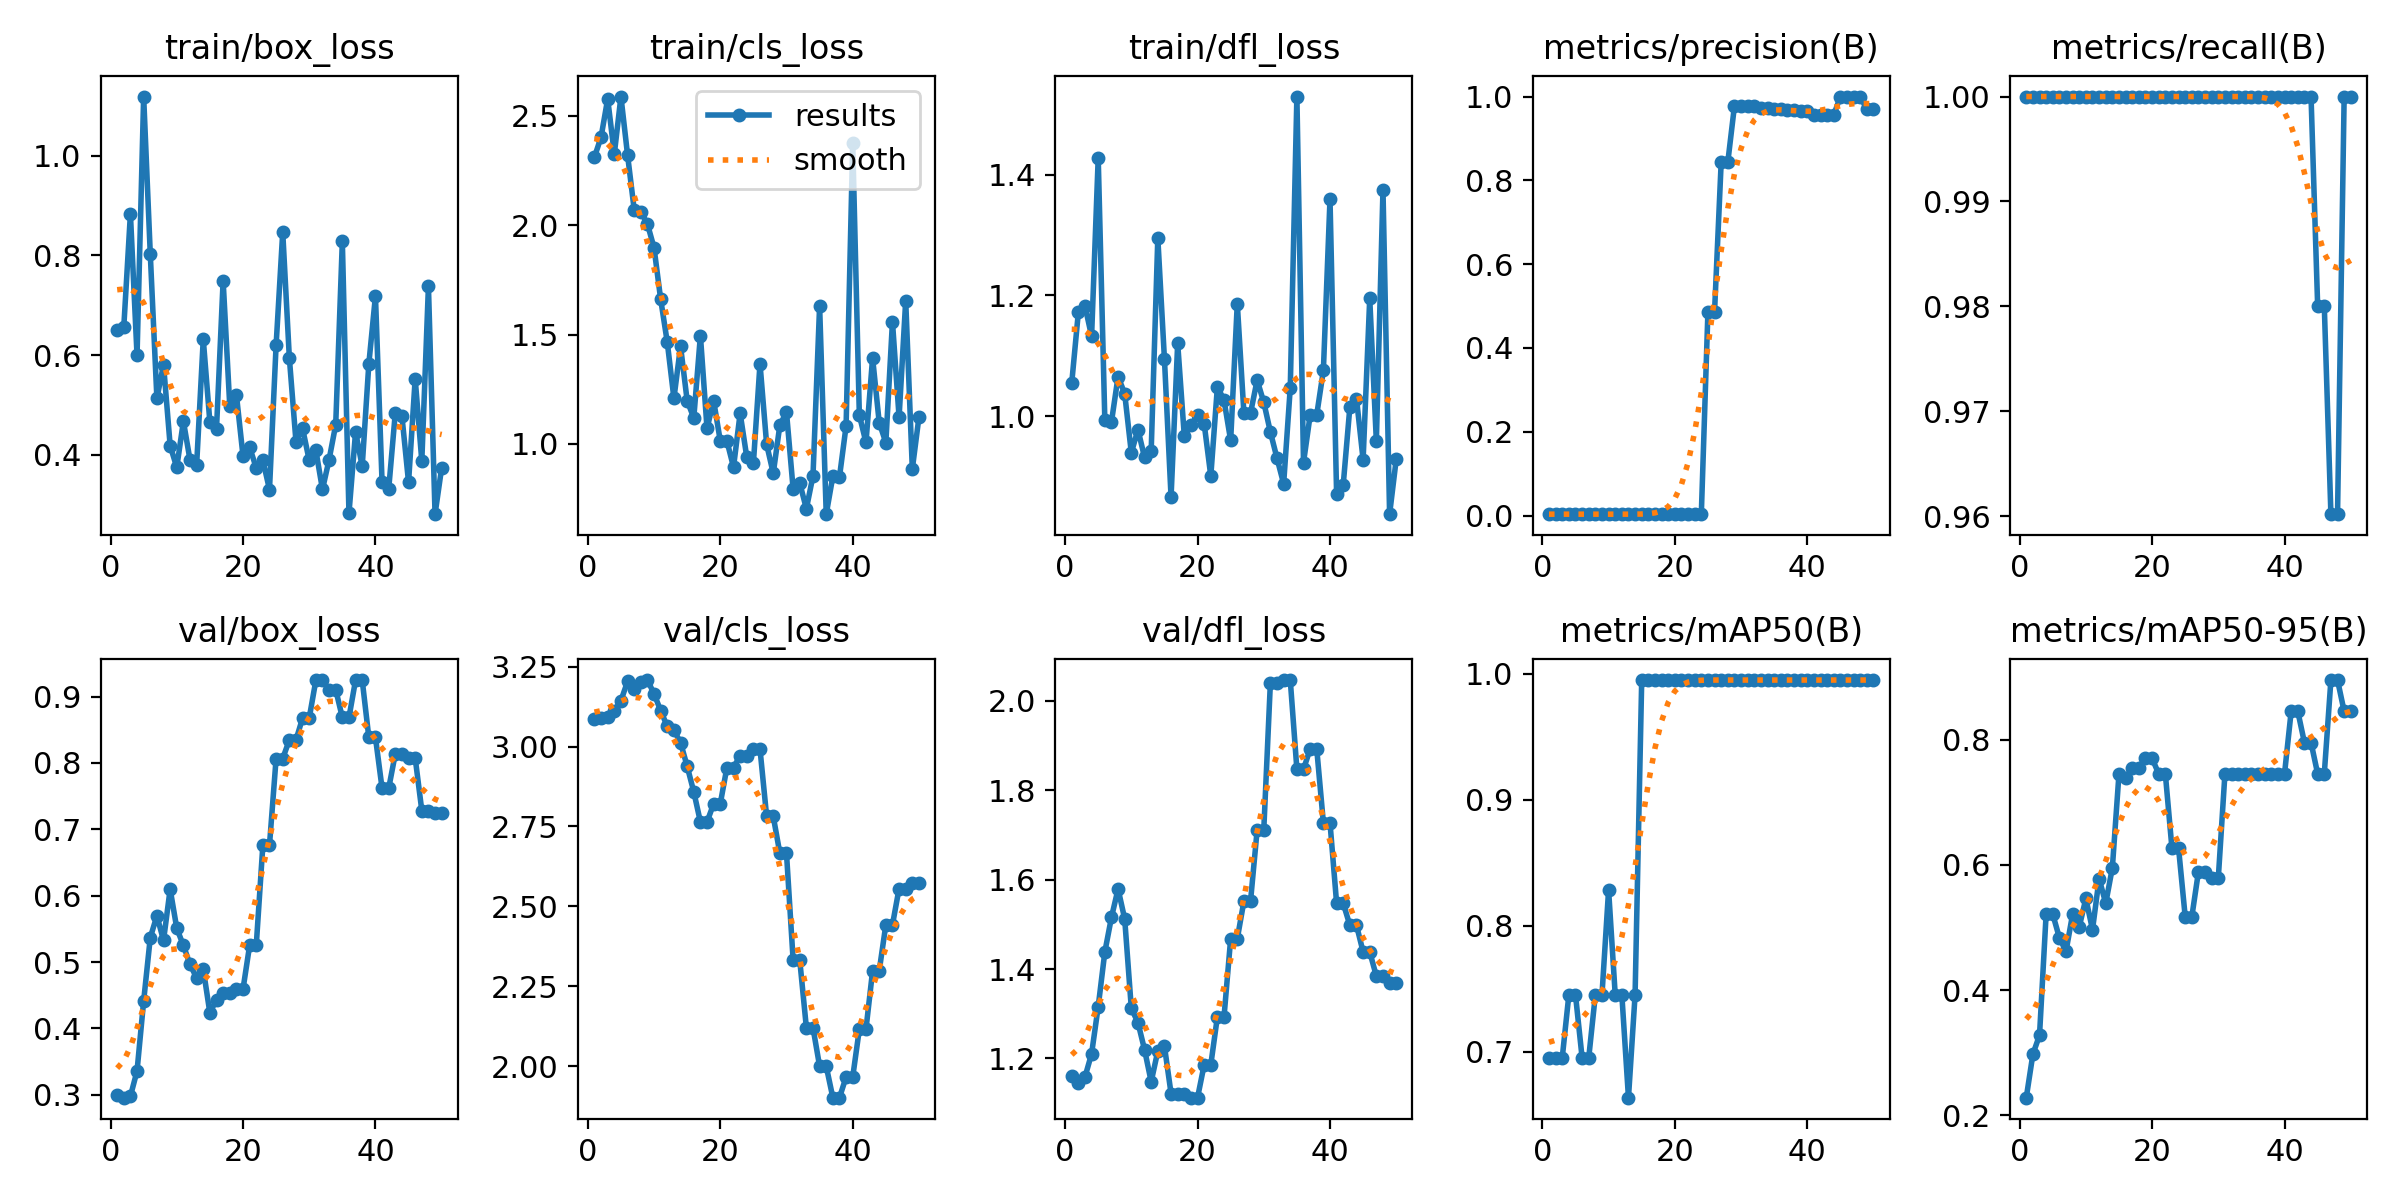 train/box_loss
1.0
0.8
0.6
0.4
0 20 40
train/cls_loss
results
smooth
2.5
2.0
1.5
1.0
0 20 40
train/dfl_loss
1.4
1.2
1.0
0 20 40
metrics/precision(B)
1.0
0.8
0.6
0.4
0.2
0.0
0 20 40
metrics/recall(B)
1.00
0.99
0.98
0.97
0.96
0 20 40
val/box_loss
0.9
0.8
0.7
0.6
0.5
0.4
0.3
0 20 40
val/cls_loss
3.25
3.00
2.75
2.50
2.25
2.00
0 20 40
val/dfl_loss
2.0
1.8
1.6
1.4
1.2
0 20 40
metrics/mAP50(B)
1.0
0.9
0.8
0.7
0 20 40
metrics/mAP50-95(B)
0.8
0.6
0.4
0.2
0 20 40